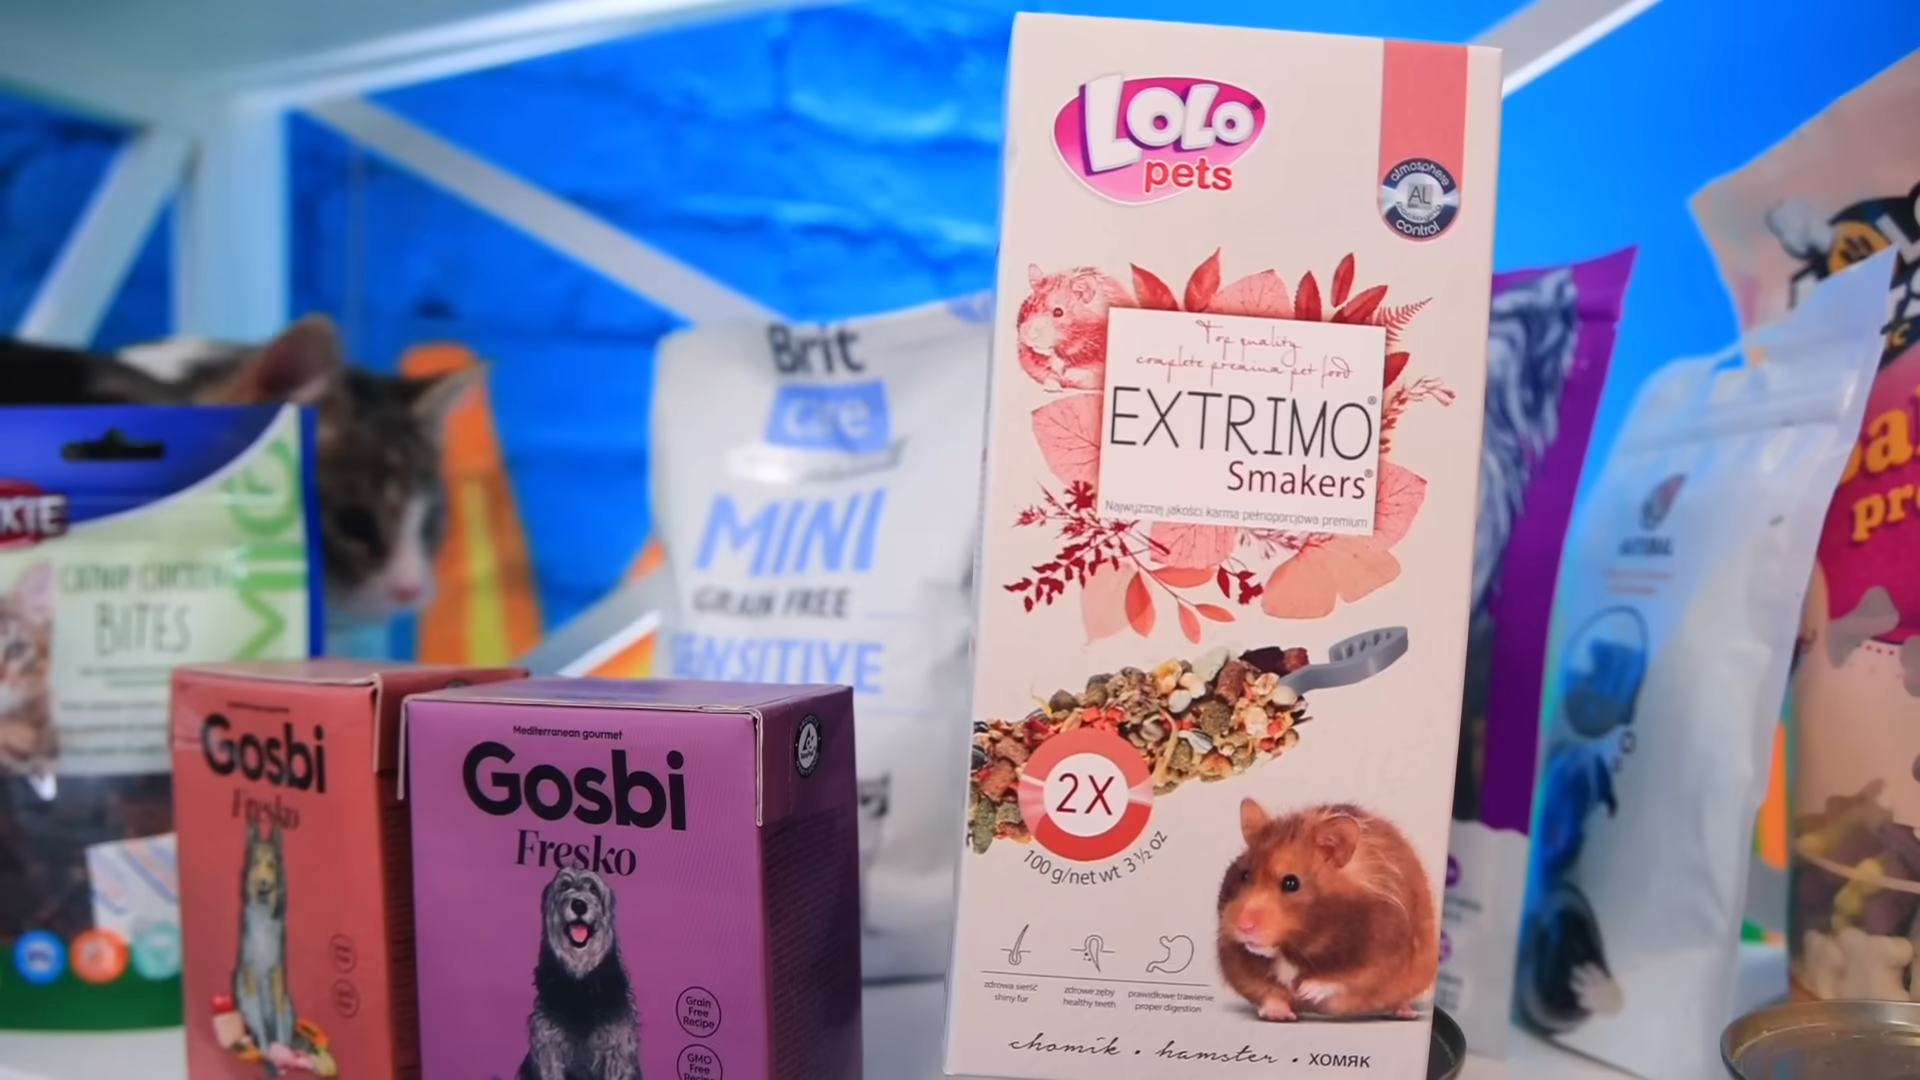 LOLO
pets
atmosphere
AL
packaging
control
Top quality
complete premium pet food
EXTRIMO®
Smakers®
Najwyższej jakości karma pełnoporcjowa premium
2X
100 g/net wt 3 ½ oz
zdrowa sierść
shiny fur
zdrowe zęby
healthy teeth
prawidłowe trawienie
proper digestion
chomik • hamster • ХОМЯК
Brit
care
MINI
GRAIN FREE
SENSITIVE
KIE
CATNIP CHICKEN
BITES
Gosbi
Fresko
Mediterranean gourmet
Gosbi
Fresko
Grain
Free
Recipe
GMO
Free